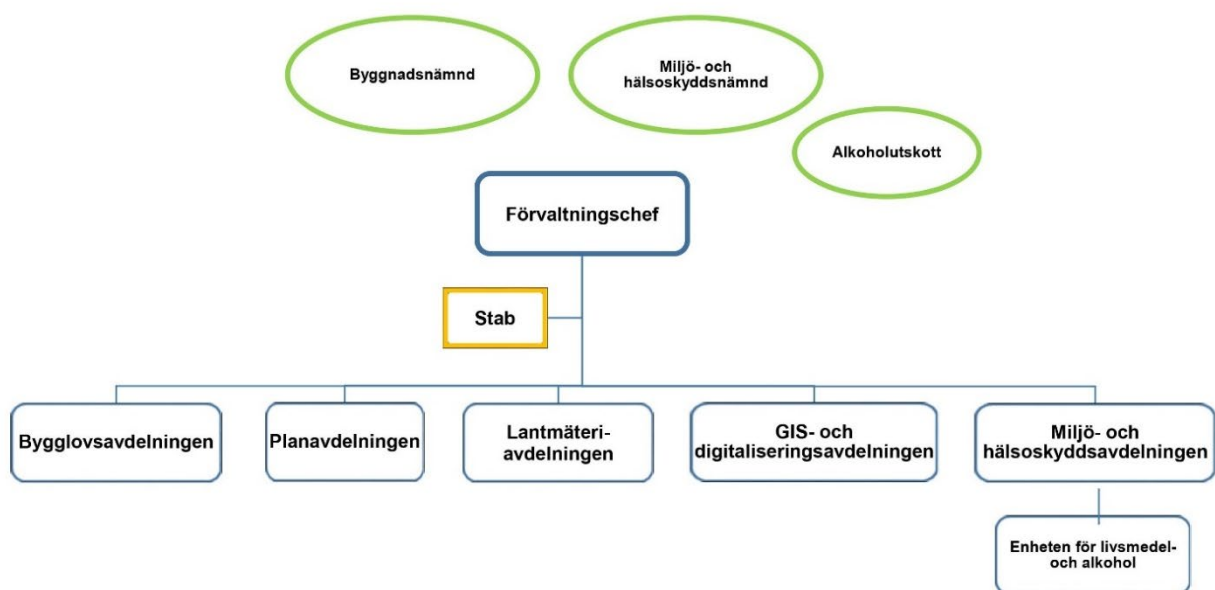 Byggnadsnämnd
Miljö- och
hälsoskyddsnämnd
Alkoholutskott
Förvaltningschef
Stab
Bygglovsavdelningen
Planavdelningen
Lantmäteri-
avdelningen
GIS- och
digitaliseringsavdelningen
Miljö- och
hälsoskyddsavdelningen
Enheten för livsmedel-
och alkohol